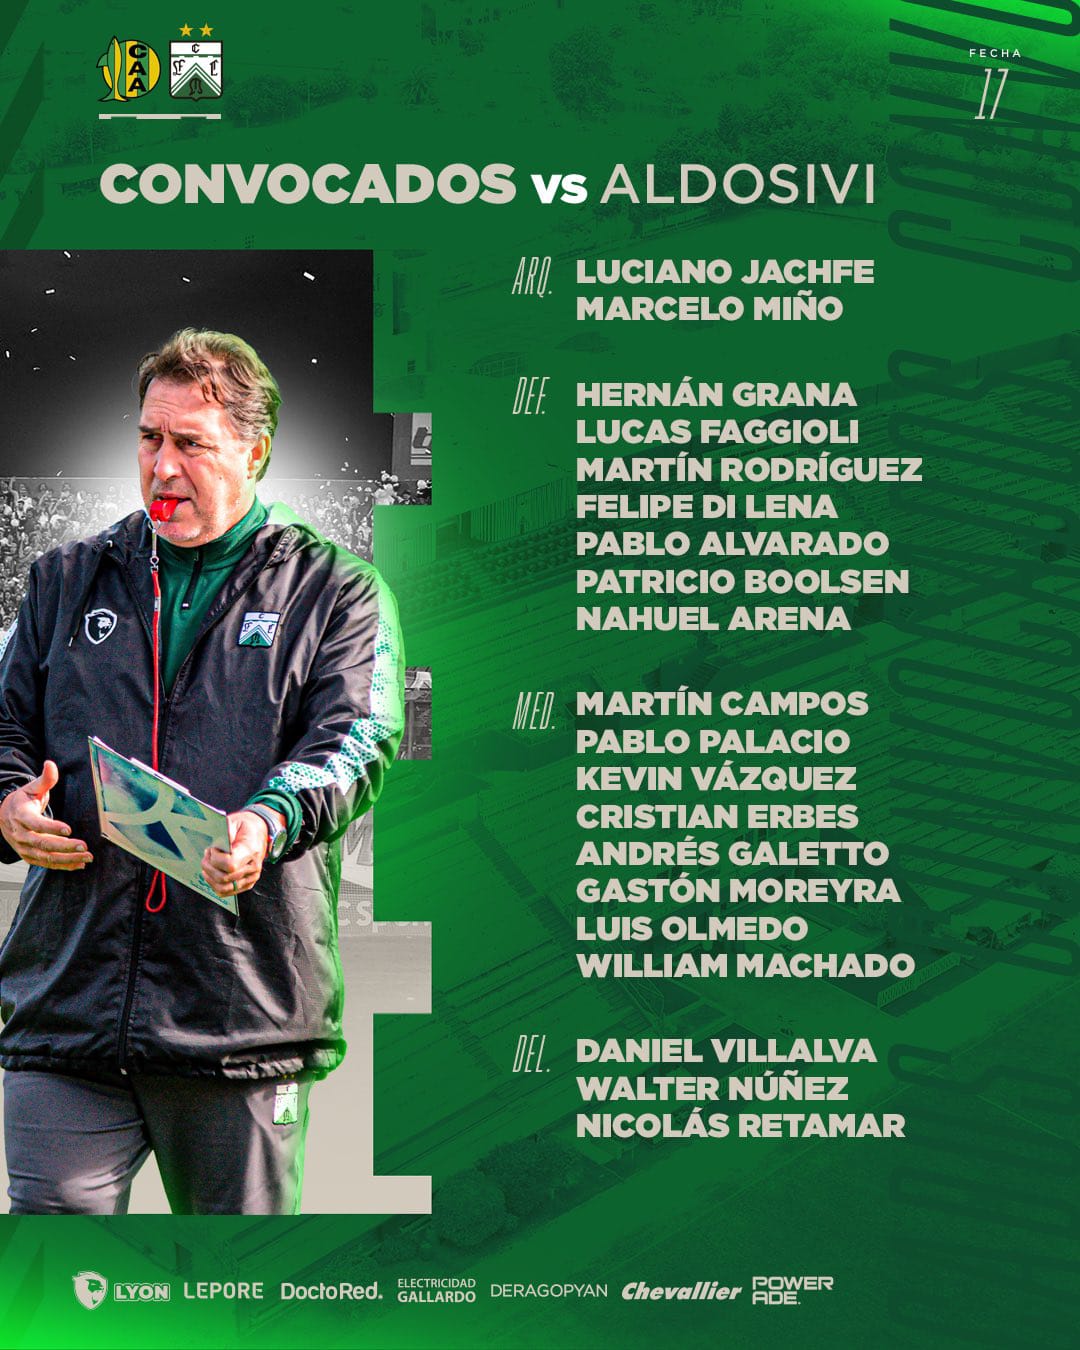 CAA
C
F C
FECHA
17
CONVOCADOS vs ALDOSIVI
ARQ.
LUCIANO JACHFE
MARCELO MIÑO
DEF.
HERNÁN GRANA
LUCAS FAGGIOLI
MARTÍN RODRÍGUEZ
FELIPE DI LENA
PABLO ALVARADO
PATRICIO BOOLSEN
NAHUEL ARENA
MED.
MARTÍN CAMPOS
PABLO PALACIO
KEVIN VÁZQUEZ
CRISTIAN ERBES
ANDRÉS GALETTO
GASTÓN MOREYRA
LUIS OLMEDO
WILLIAM MACHADO
DEL.
DANIEL VILLALVA
WALTER NÚÑEZ
NICOLÁS RETAMAR
LYON
LEPORE
DoctoRed.
ELECTRICIDAD
GALLARDO
DERAGOPYAN
Chevallier
POWER
ADE.